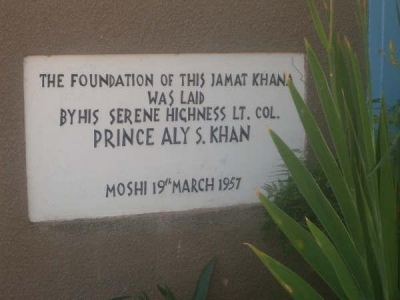 THE FOUNDATION OF THIS JAMAT KHANA
WAS LAID
BY HIS SERENE HIGHNESS LT. COL.
PRINCE ALY S. KHAN
MOSHI 19TH MARCH 1957